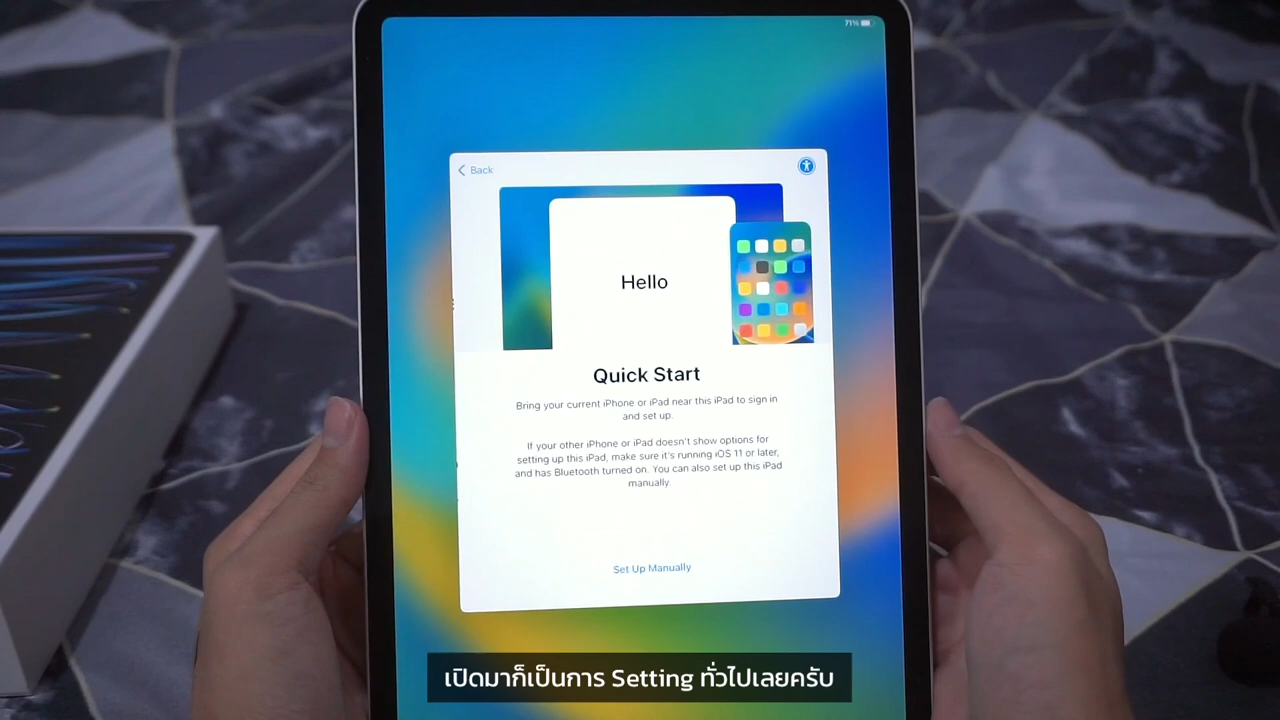 71%
Back
Hello
Quick Start
Bring your current iPhone or iPad near this iPad to sign in
and set up.
If your other iPhone or iPad doesn't show options for
setting up this iPad, make sure it's running iOS 11 or later,
and has Bluetooth turned on. You can also set up this iPad
manually.
Set Up Manually
เปิดมาก็เป็นการ Setting ทั่วไปเลยครับ